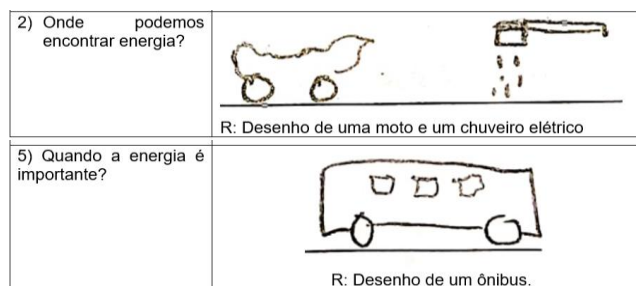 2) Onde podemos
encontrar energia?
R: Desenho de uma moto e um chuveiro elétrico
5) Quando a energia é
importante?
R: Desenho de um ônibus.